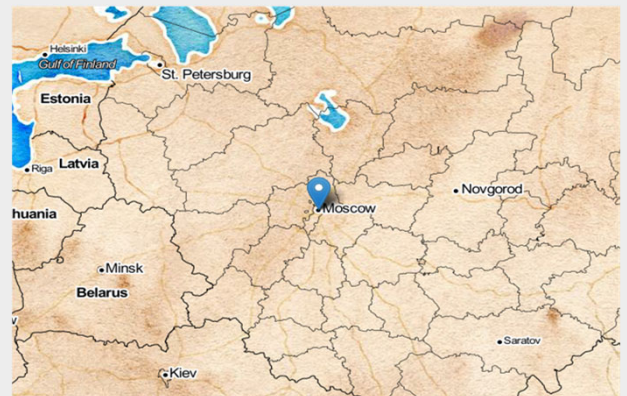 Helsinki
Gulf of Finland
St. Petersburg
Estonia
Riga
Latvia
Novgorod
huania
Moscow
Minsk
Belarus
Saratov
Kiev